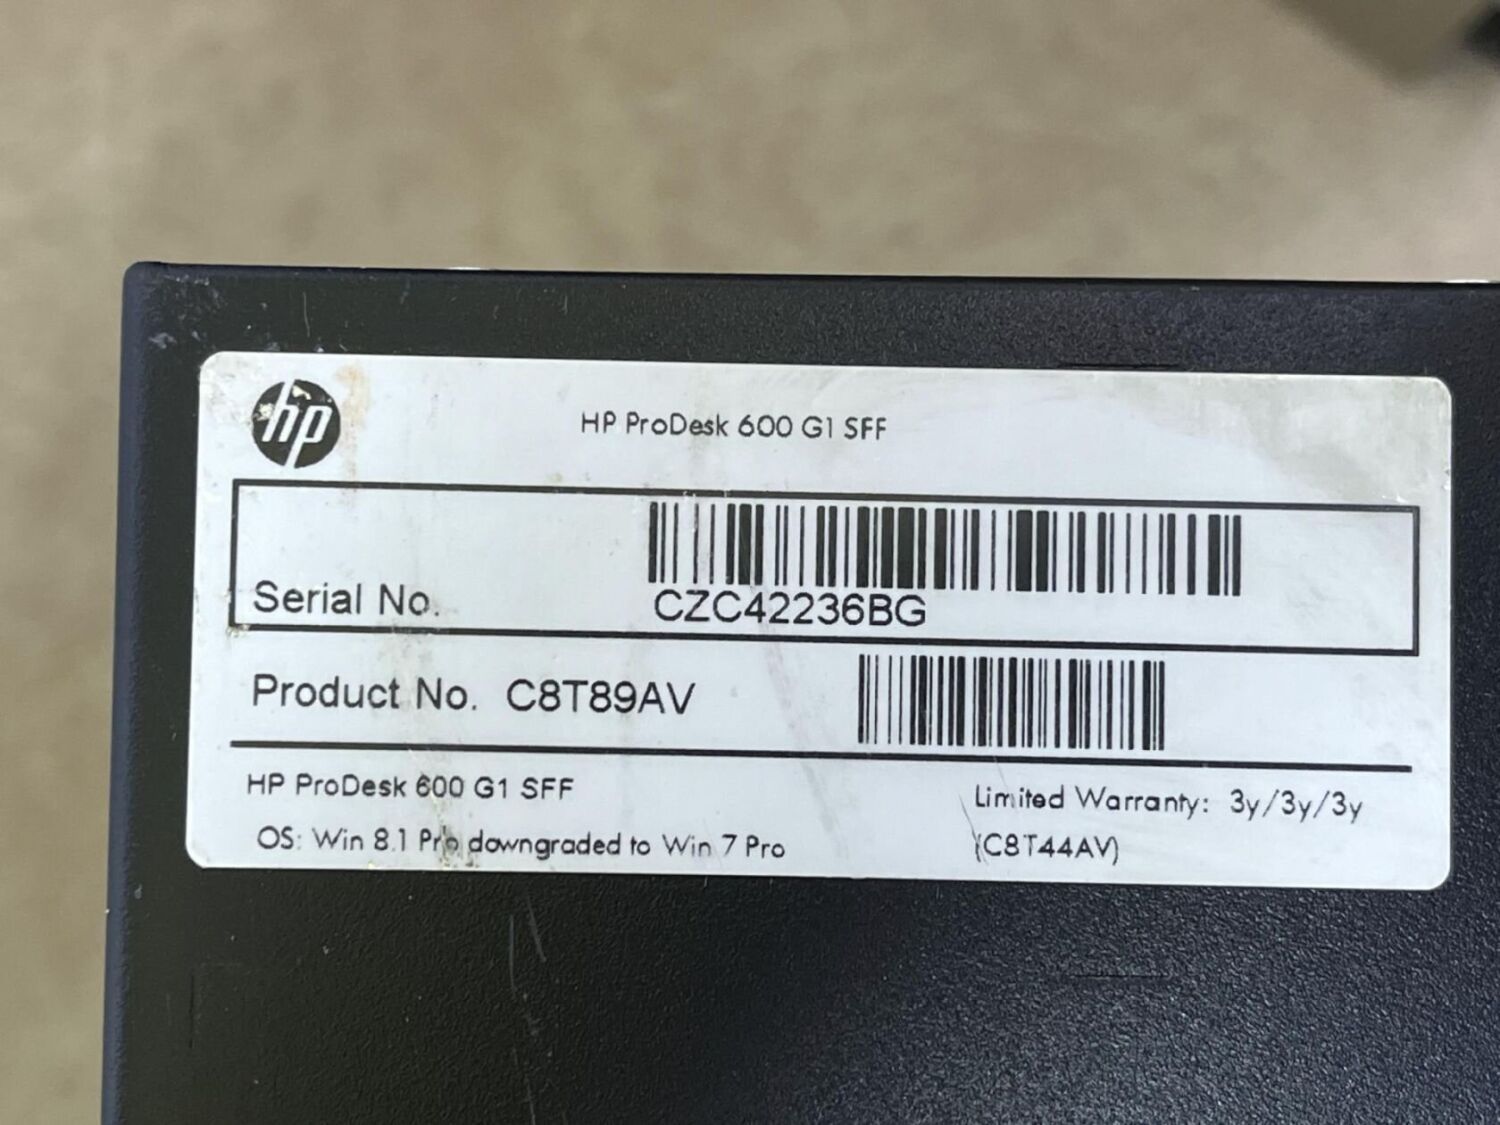 hp
HP ProDesk 600 G1 SFF
Serial No. CZC42236BG
Product No. C8T89AV
HP ProDesk 600 G1 SFF
OS: Win 8.1 Pro downgraded to Win 7 Pro
Limited Warranty: 3y/3y/3y
(C8T44AV)